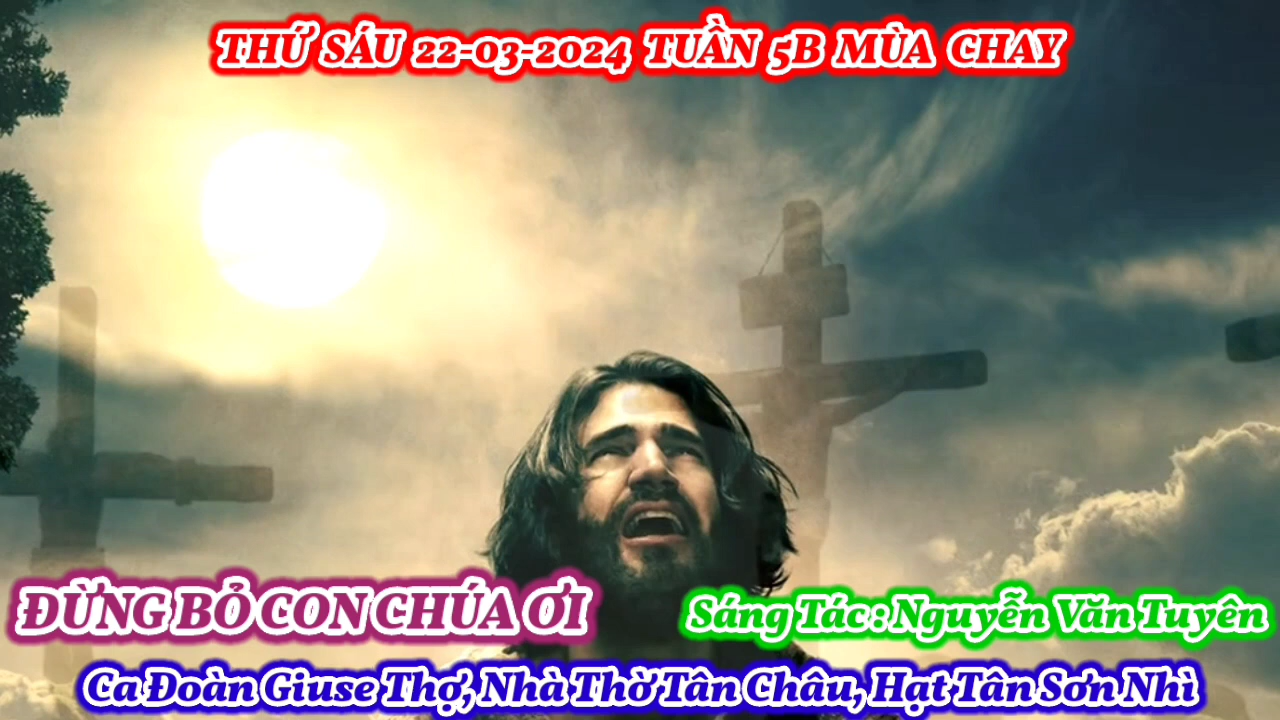 THỨ SÁU 22-03-2024 TUẦN 5B MÙA CHAY
ĐỪNG BỎ CON CHÚA ƠI
Sáng Tác : Nguyễn Văn Tuyên
Ca Đoàn Giuse Thợ, Nhà Thờ Tân Châu, Hạt Tân Sơn Nhì